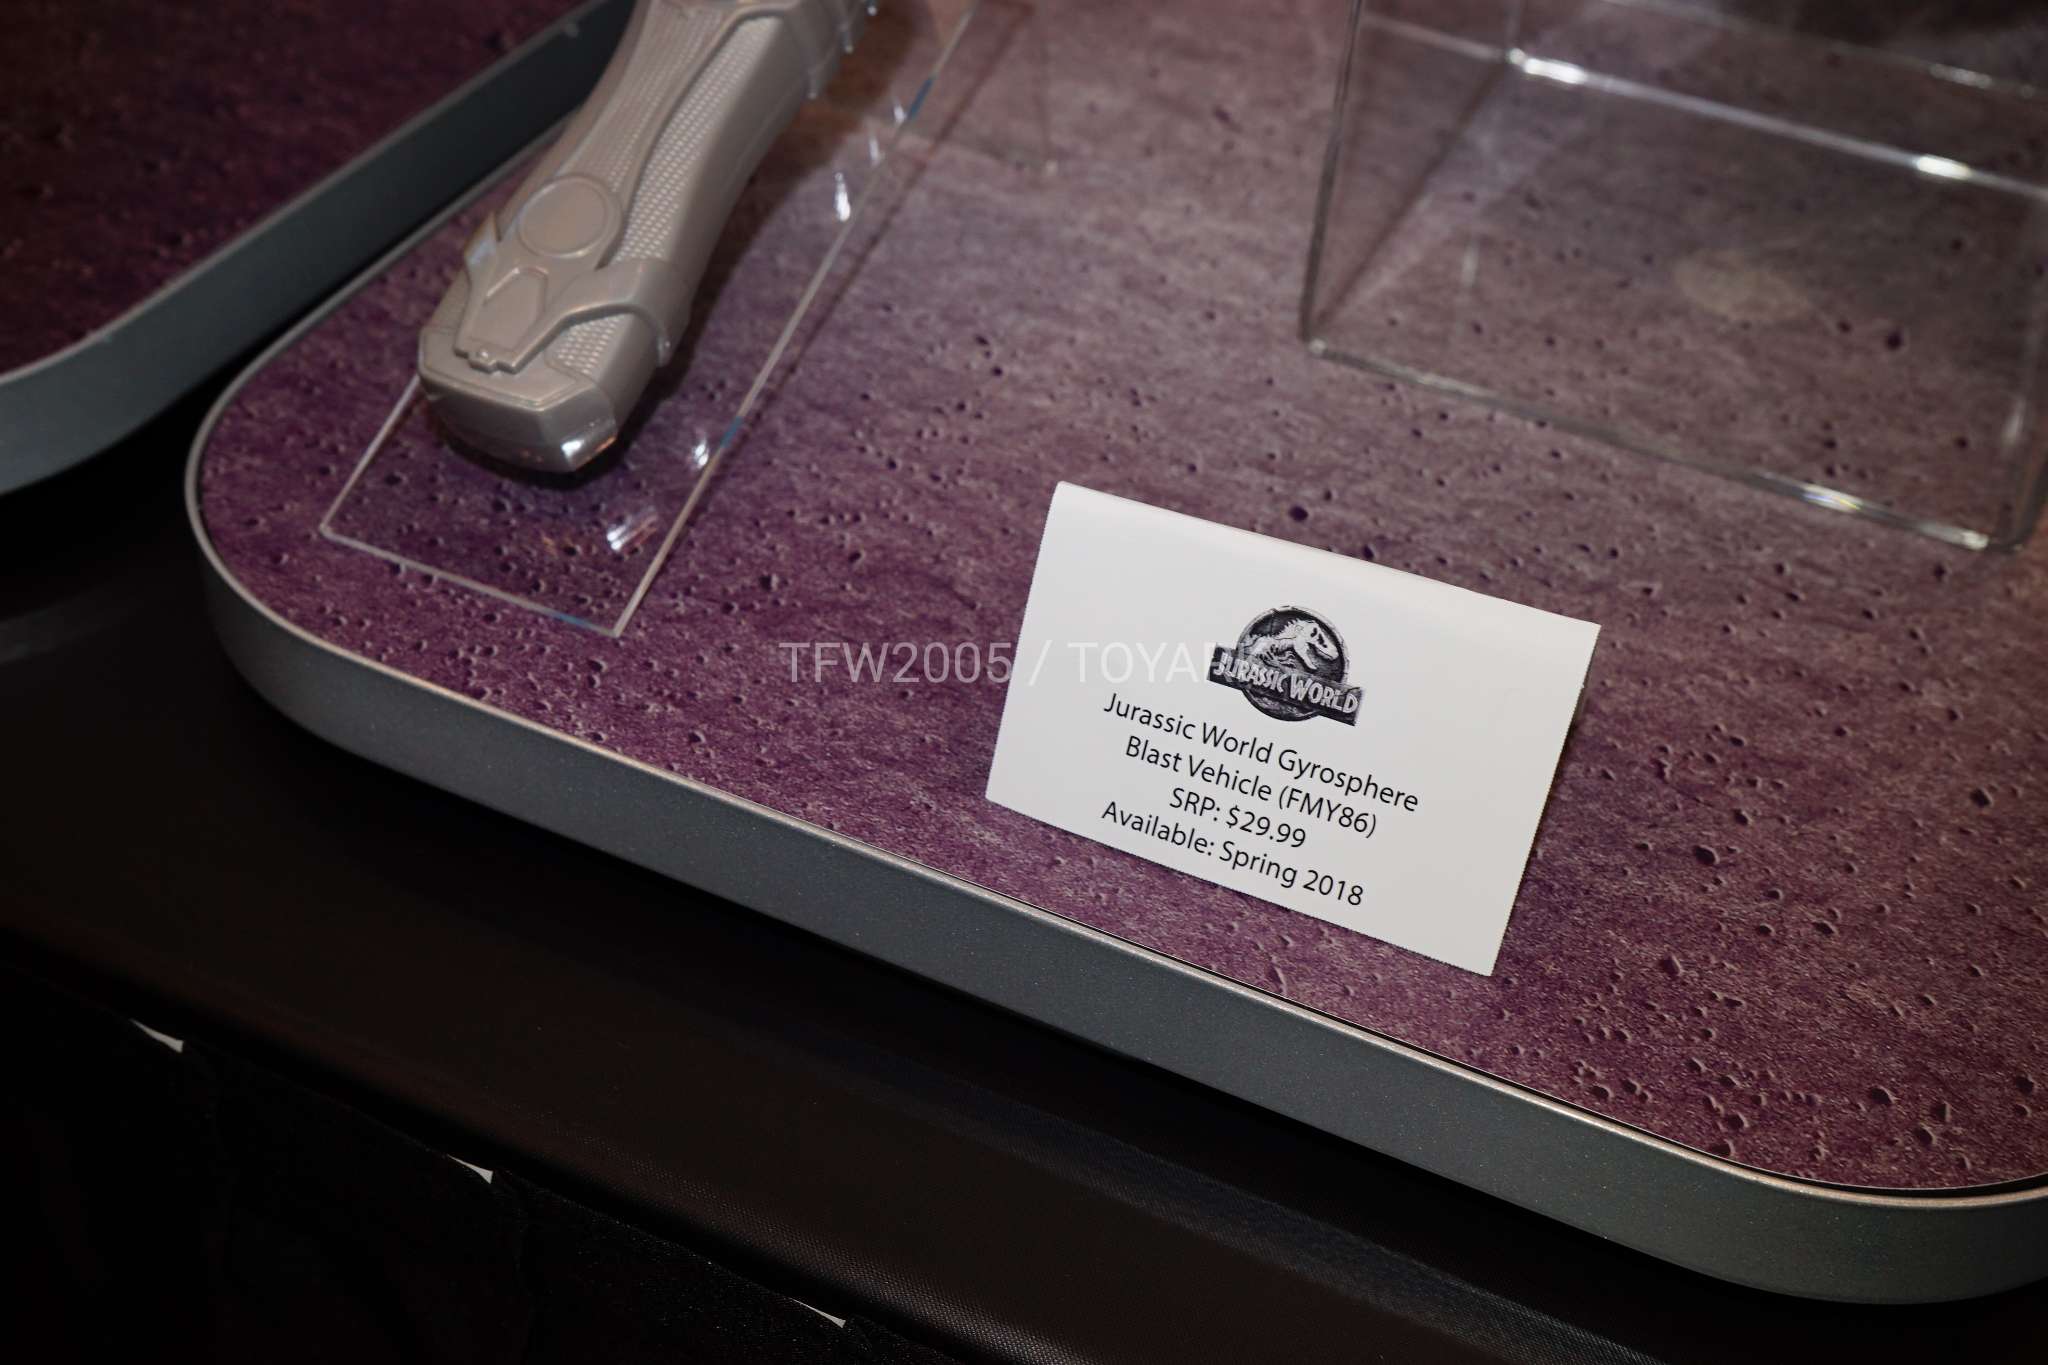 TFW2005 / TOYA
JURASSIC WORLD
Jurassic World Gyrosphere
Blast Vehicle (FMY86)
SRP: $29.99
Available: Spring 2018